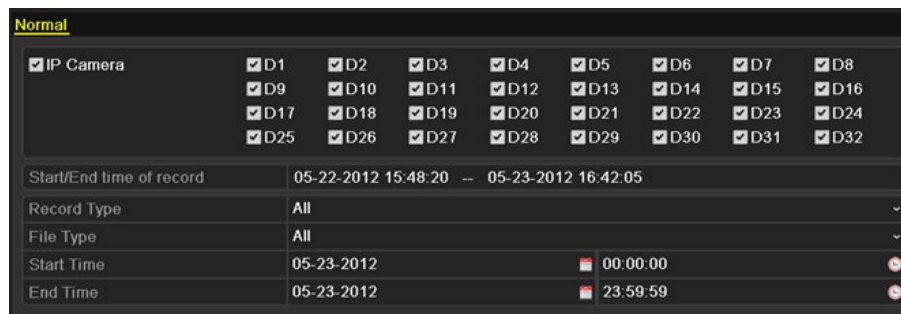 Normal
IP Camera D1 D2 D3 D4 D5 D6 D7 D8
D9 D10 D11 D12 D13 D14 D15 D16
D17 D18 D19 D20 D21 D22 D23 D24
D25 D26 D27 D28 D29 D30 D31 D32
Start/End time of record 05-22-2012 15:48:20 -- 05-23-2012 16:42:05
Record Type All
File Type All
Start Time 05-23-2012 00:00:00
End Time 05-23-2012 23:59:59